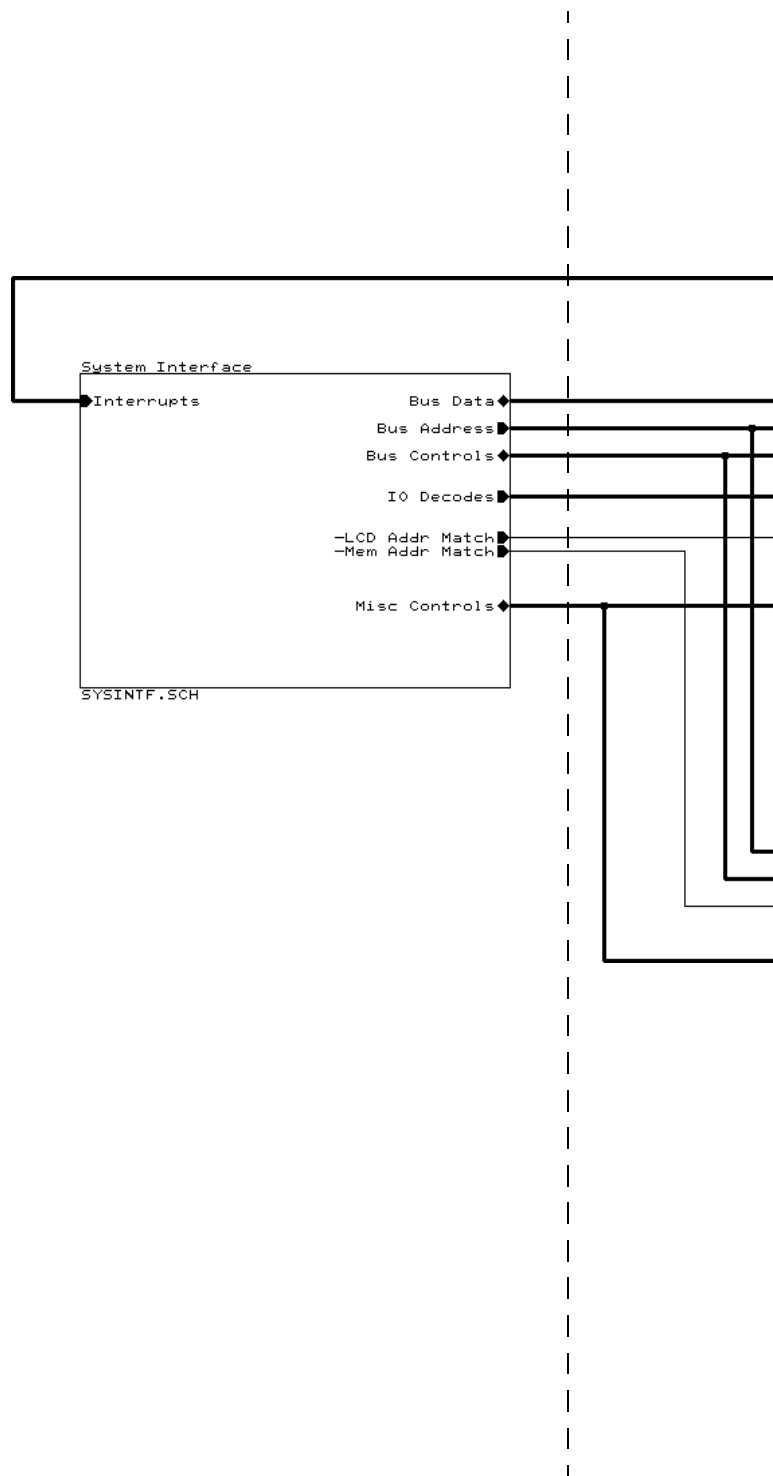 System Interface
Interrupts
Bus Data
Bus Address
Bus Controls
IO Decodes
-LCD Addr Match
-Mem Addr Match
Misc Controls
SYSINTF.SCH